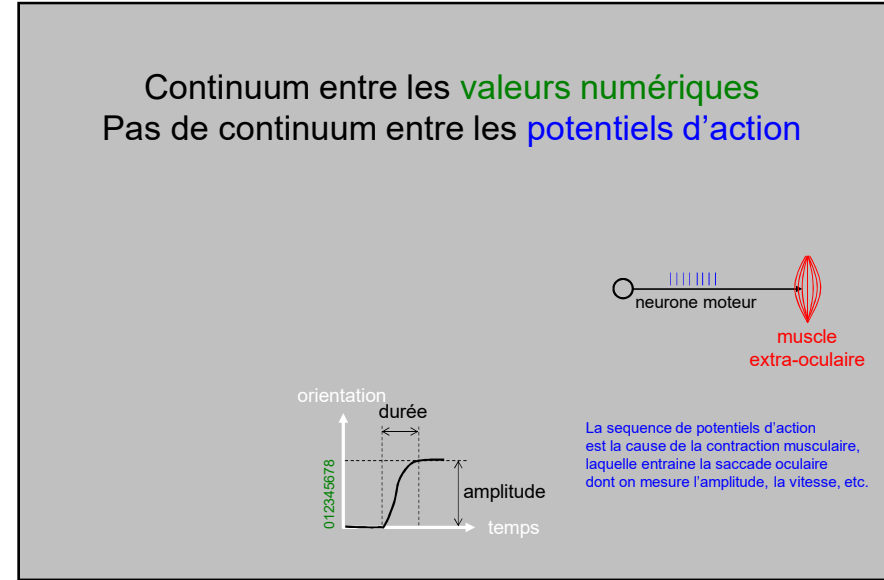 Continuum entre les valeurs numériques
Pas de continuum entre les potentiels d'action
neurone moteur
muscle
extra-oculaire
orientation
durée
012345678
amplitude
temps
La sequence de potentiels d'action
est la cause de la contraction musculaire,
laquelle entraine la saccade oculaire
dont on mesure l'amplitude, la vitesse, etc.